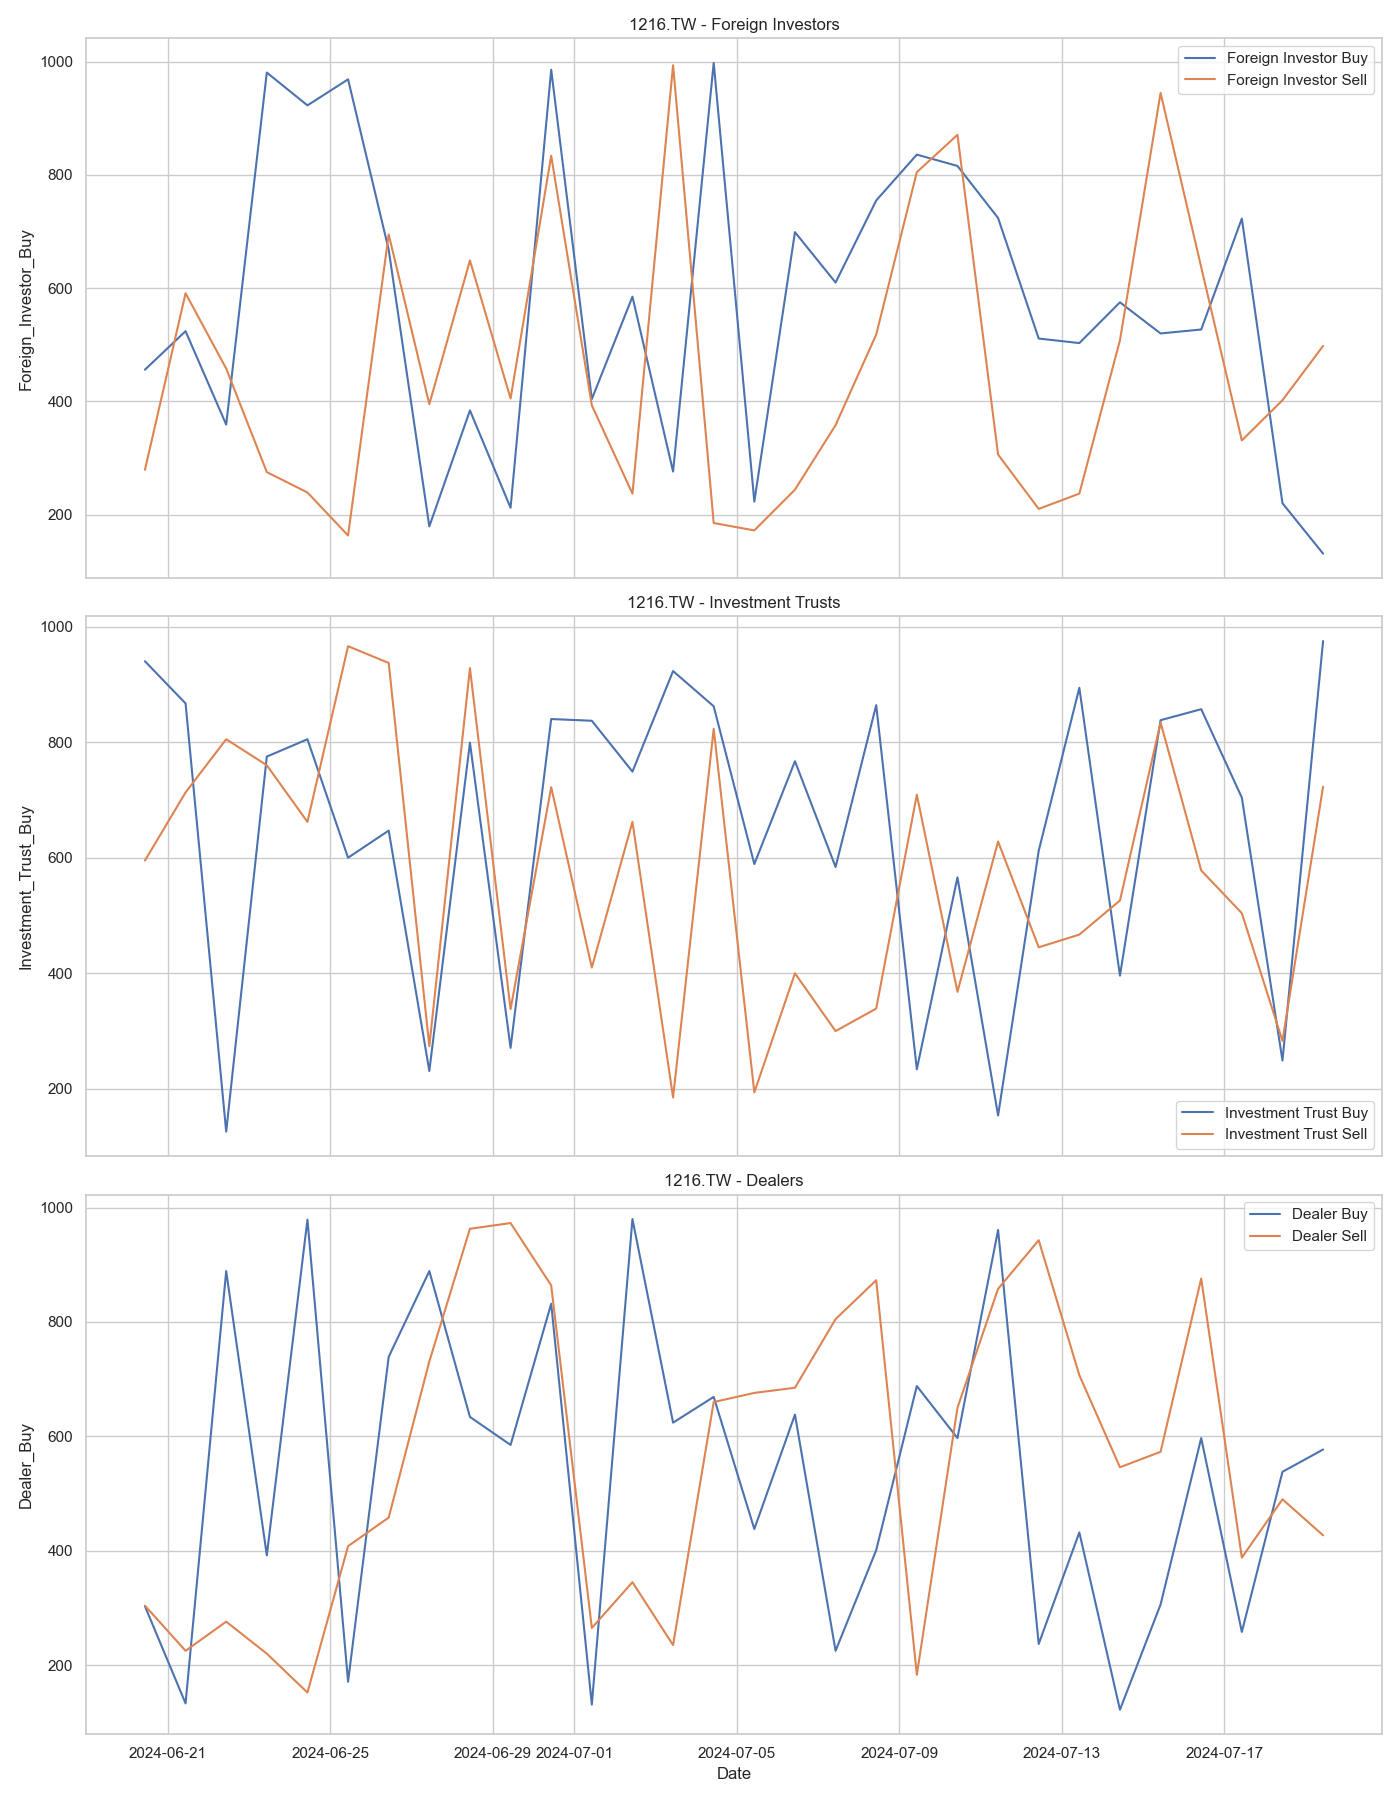 1216.TW - Foreign Investors
Foreign Investor Buy
Foreign Investor Sell
1000
800
600
400
200
Foreign_Investor_Buy
1216.TW - Investment Trusts
1000
800
600
400
200
Investment_Trust_Buy
Investment Trust Buy
Investment Trust Sell
1216.TW - Dealers
Dealer Buy
Dealer Sell
1000
800
600
400
200
Dealer_Buy
2024-06-21 2024-06-25 2024-06-29 2024-07-01 2024-07-05 2024-07-09 2024-07-13 2024-07-17
Date